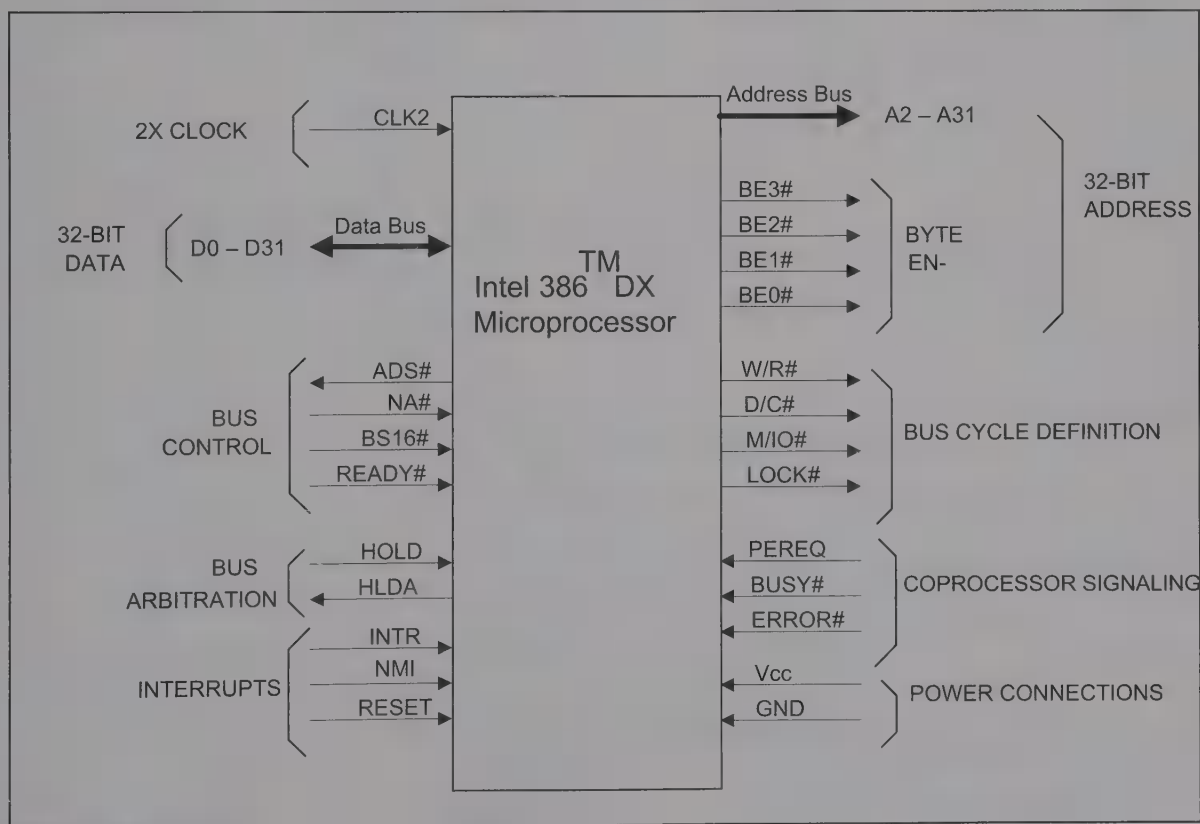 2X CLOCK
CLK2
32-BIT
DATA
D0 – D31
Data Bus
BUS
CONTROL
ADS#
NA#
BS16#
READY#
BUS
ARBITRATION
HOLD
HLDA
INTERRUPTS
INTR
NMI
RESET
TM
Intel 386 DX
Microprocessor
Address Bus
A2 – A31
32-BIT
ADDRESS
BE3#
BE2#
BE1#
BE0#
BYTE
EN-
W/R#
D/C#
M/IO#
LOCK#
BUS CYCLE DEFINITION
PEREQ
BUSY#
ERROR#
COPROCESSOR SIGNALING
Vcc
GND
POWER CONNECTIONS